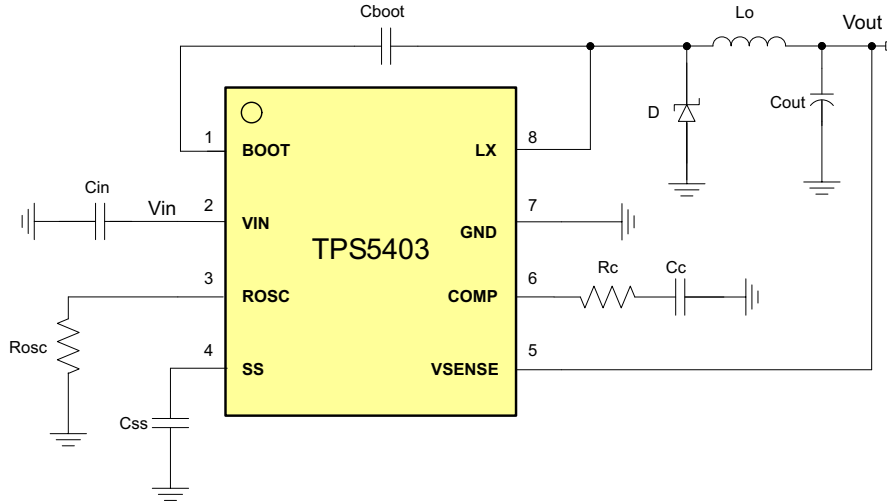 Cboot
Lo
Vout
D
Cout
1
BOOT
LX
8
Cin
Vin
2
VIN
GND
7
TPS5403
3
ROSC
COMP
6
Rc
Cc
Rosc
4
SS
VSENSE
5
Css